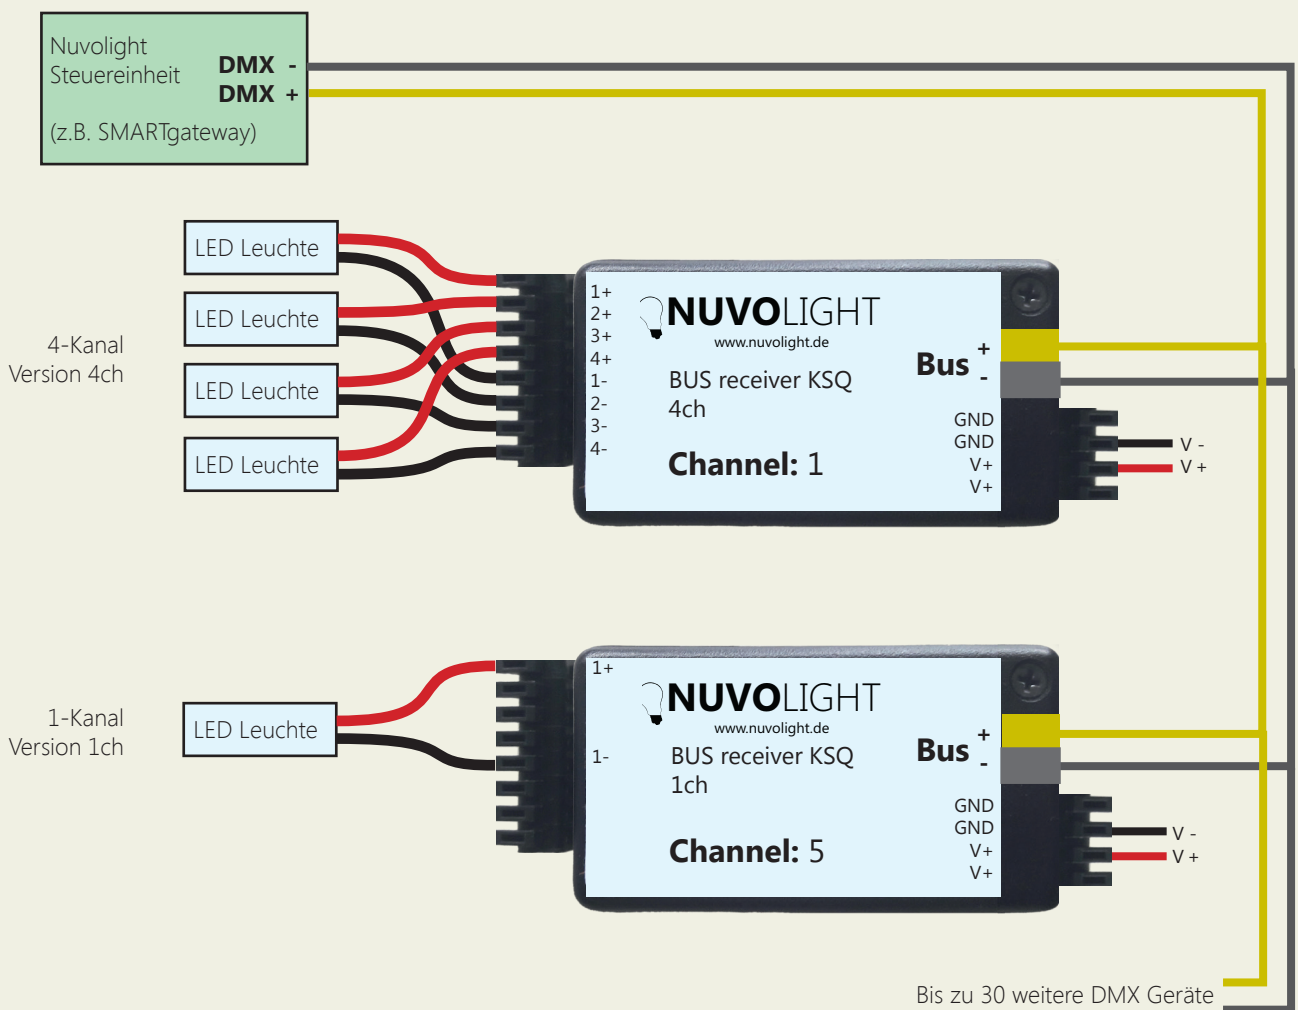 Nuvolight
Steuereinheit
DMX -
DMX +
(z.B. SMARTgateway)
4-Kanal
Version 4ch
LED Leuchte
LED Leuchte
LED Leuchte
LED Leuchte
1+
2+
3+
4+
1-
2-
3-
4-
NUVOLIGHT
www.nuvolight.de
BUS receiver KSQ
4ch
Channel: 1
Bus
+
-
GND
GND
V+
V+
V -
V +
1-Kanal
Version 1ch
LED Leuchte
1+
1-
NUVOLIGHT
www.nuvolight.de
BUS receiver KSQ
1ch
Channel: 5
Bus
+
-
GND
GND
V+
V+
V -
V +
Bis zu 30 weitere DMX Geräte